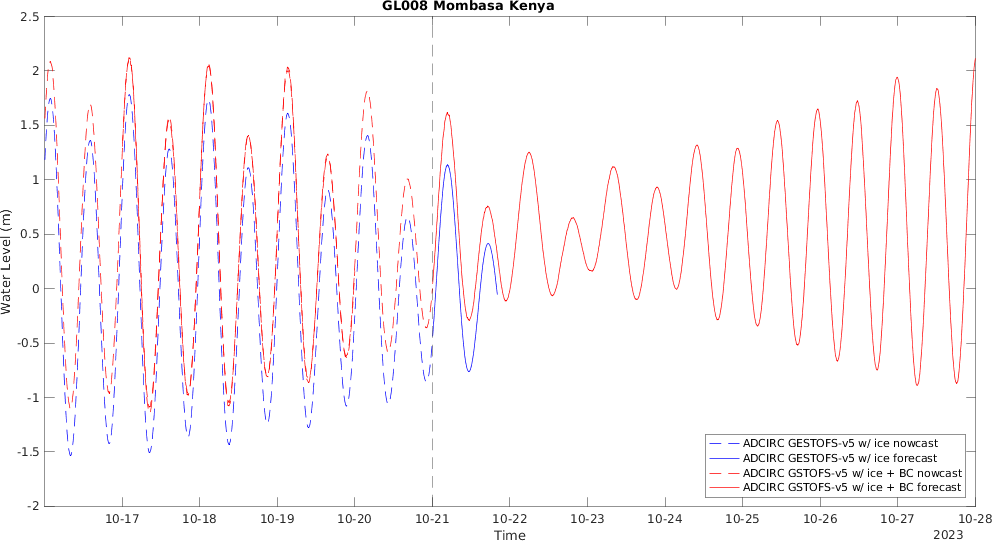 GL008 Mombasa Kenya
2.5
2
1.5
1
0.5
0
-0.5
-1
-1.5
-2
Water Level (m)
ADCIRC GESTOFS-v5 w/ ice nowcast
ADCIRC GESTOFS-v5 w/ ice forecast
ADCIRC GSTOFS-v5 w/ ice + BC nowcast
ADCIRC GSTOFS-v5 w/ ice + BC forecast
10-17 10-18 10-19 10-20 10-21 10-22 10-23 10-24 10-25 10-26 10-27 10-28
Time
2023